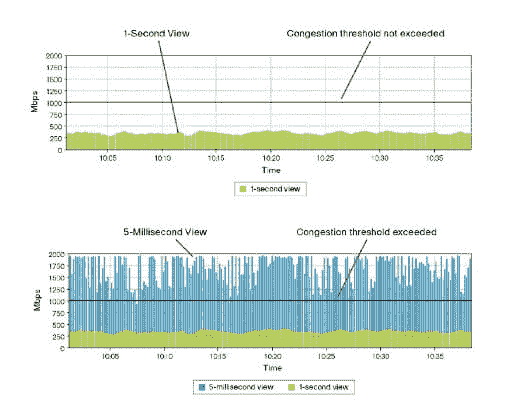 1-Second View Congestion threshold not exceeded
2000
1750
1500
1250
1000
750
500
250
0
Mbps
10:05 10:10 10:15 10:20 10:25 10:30 10:35
Time
1-second view
5-Millisecond View Congestion threshold exceeded
2000
1750
1500
1250
1000
750
500
250
0
Mbps
10:05 10:10 10:15 10:20 10:25 10:30 10:35
Time
5-millisecond view 1-second view